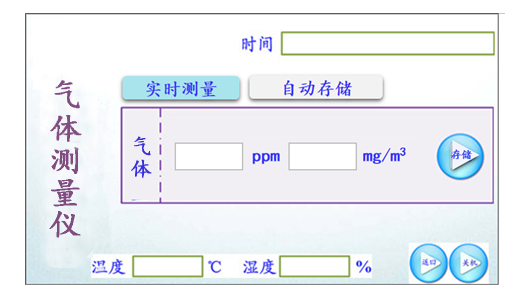 时间
实时测量 自动存储
气体测量仪
气体 ppm mg/m³ 存储
温度 ℃ 湿度 %
返回 关机